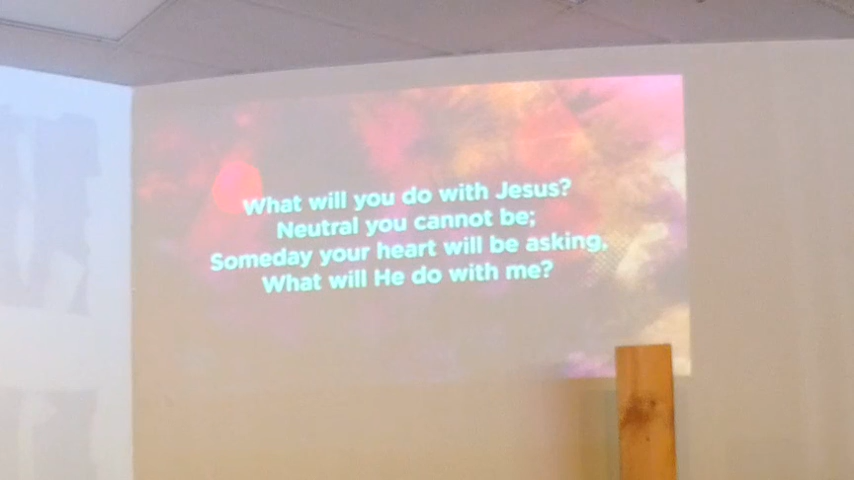 What will you do with Jesus?
Neutral you cannot be;
Someday your heart will be asking,
What will He do with me?